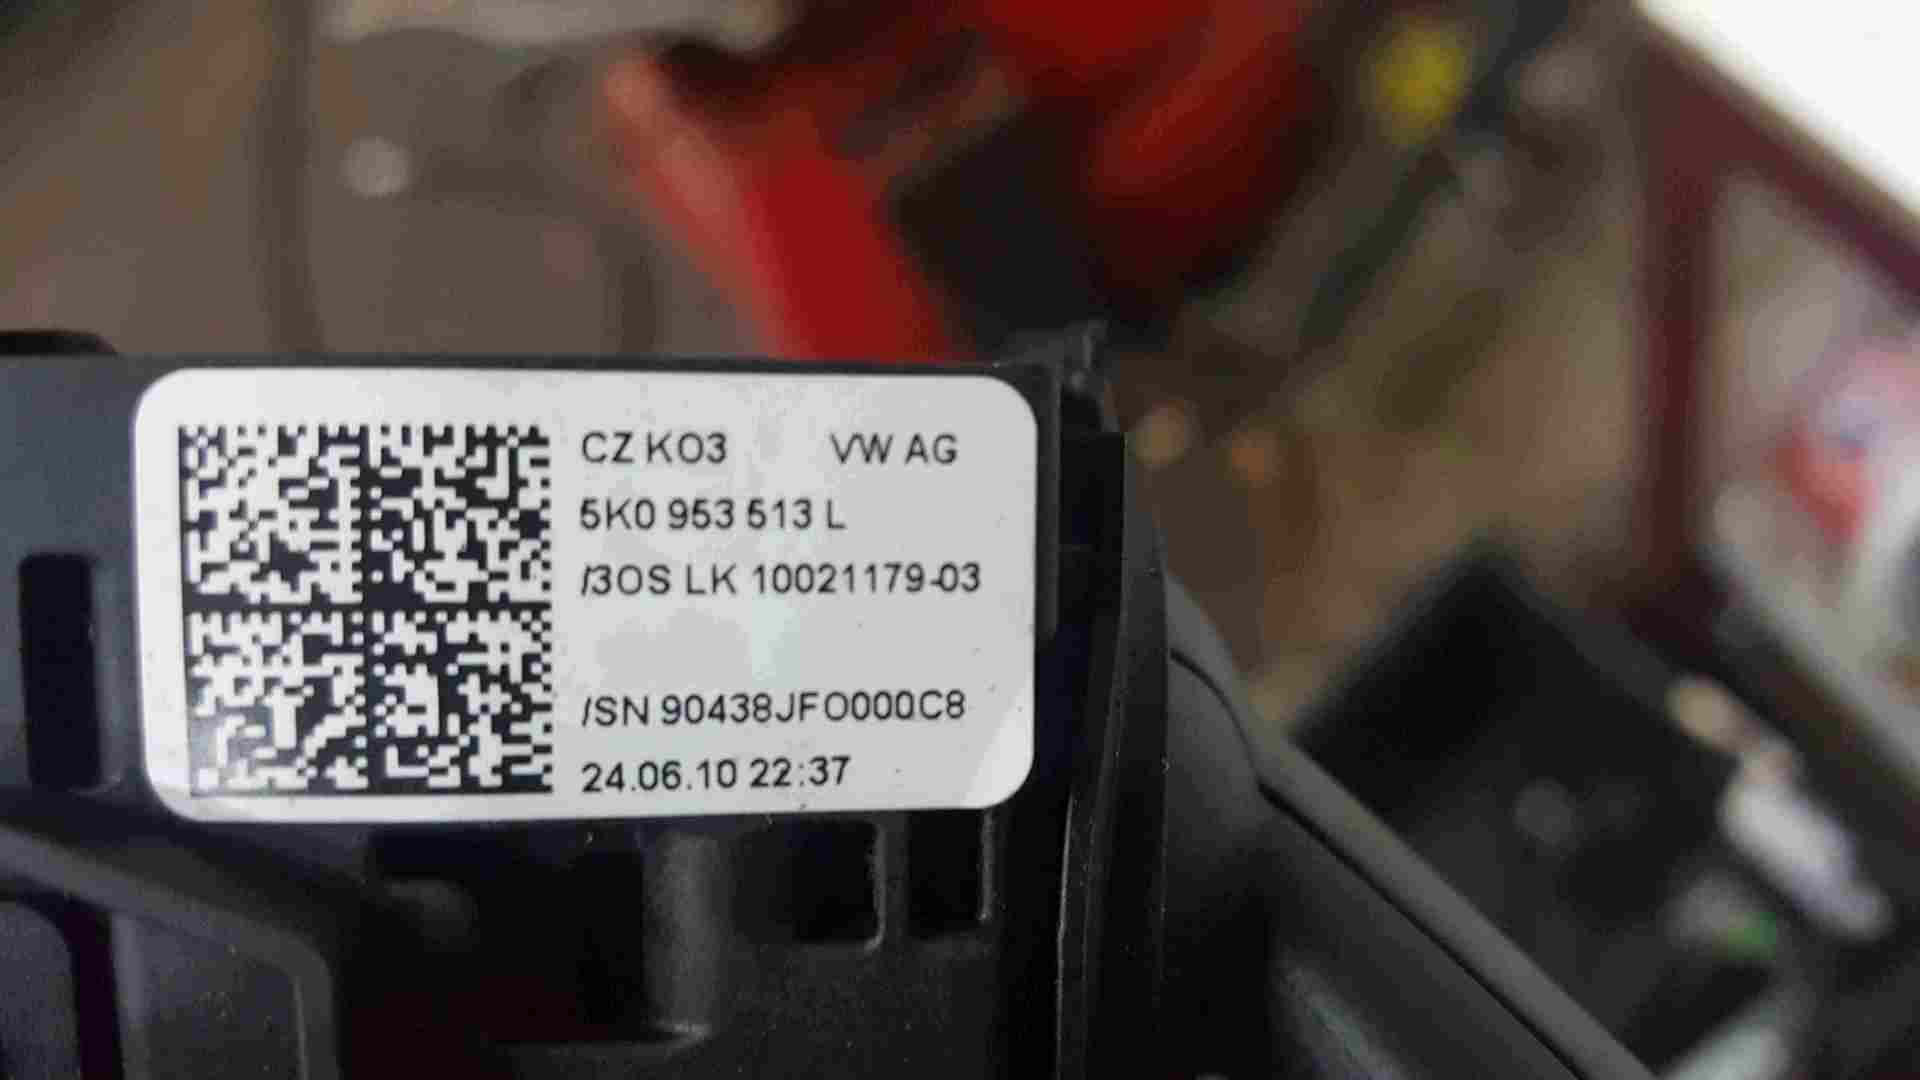 CZ KO3 VW AG
5K0 953 513 L
/3OS LK 10021179-03
/SN 90438JFO000C8
24.06.10 22:37